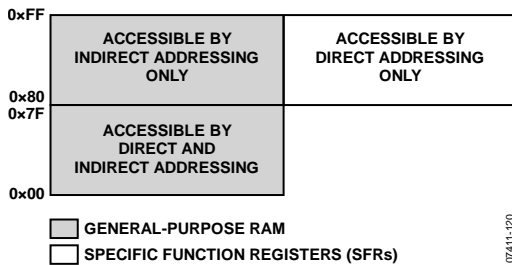 0×FF
ACCESSIBLE BY
INDIRECT ADDRESSING
ONLY
ACCESSIBLE BY
DIRECT ADDRESSING
ONLY
0×80
0×7F
ACCESSIBLE BY
DIRECT AND
INDIRECT ADDRESSING
0×00
GENERAL-PURPOSE RAM
SPECIFIC FUNCTION REGISTERS (SFRs)
07411-120